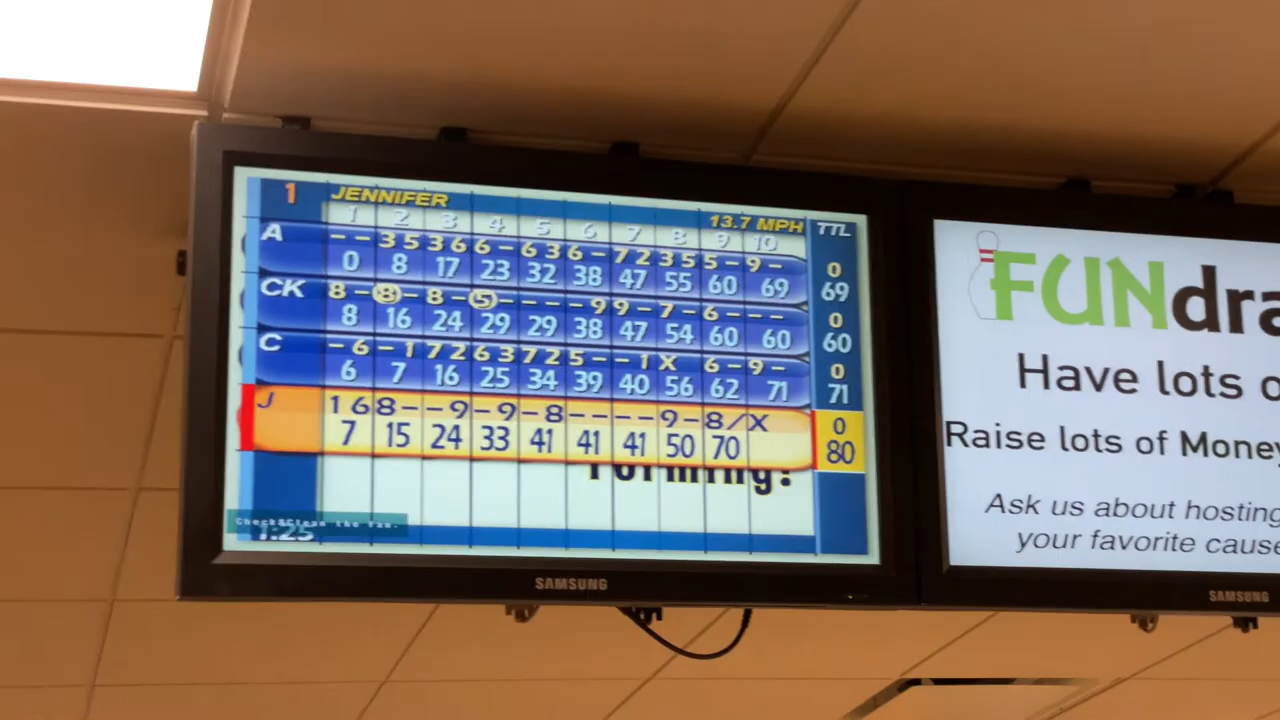 1 JENNIFER 13.7 MPH TTL
1 2 3 4 5 6 7 8 9 10
A - - 3 5 3 6 6 - 6 3 6 - 7 2 3 5 5 - 9 - 0
0 8 17 23 32 38 47 55 60 69 69
CK 8 - 8 - 8 - 5 - - - - 9 9 - 7 - 6 - - - 0
8 16 24 29 29 38 47 54 60 60 60
C - 6 - 1 7 2 6 3 7 2 5 - - 1 X 6 - 9 - 0
6 7 16 25 34 39 40 56 62 71 71
J 1 6 8 - - 9 - 9 - 8 - - - - 9 - 8 / X 0
7 15 24 33 41 41 41 50 70 80
Check&Clean the Fan.
1:25
SAMSUNG
FUNdra
Have lots o
Raise lots of Money
Ask us about hosting
your favorite cause
SAMSUNG